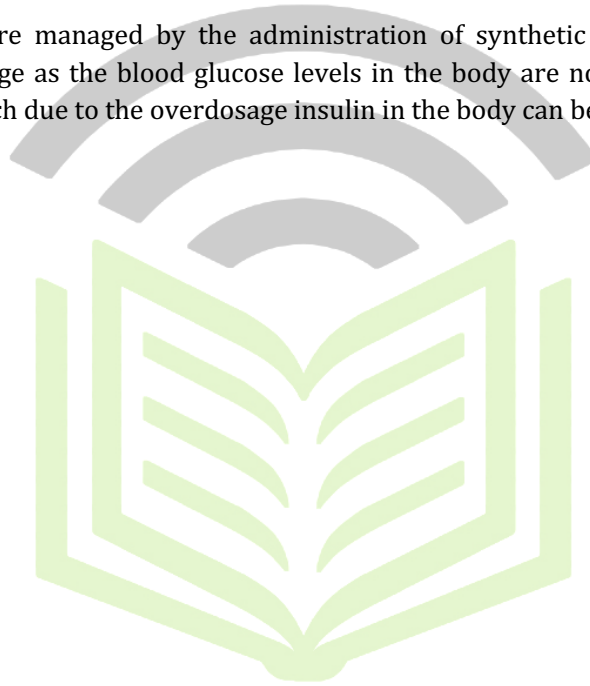 re managed by the administration of synthetic
ge as the blood glucose levels in the body are no
ch due to the overdosage insulin in the body can be